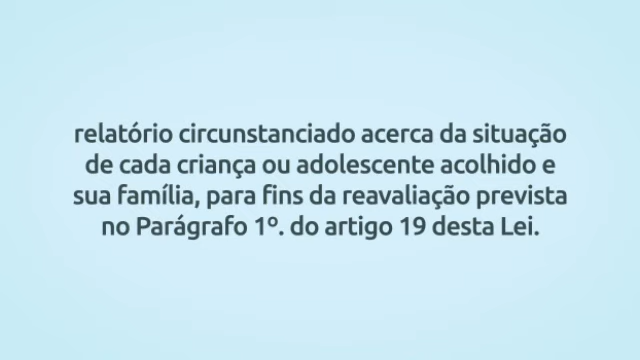 relatório circunstanciado acerca da situação
de cada criança ou adolescente acolhido e
sua família, para fins da reavaliação prevista
no Parágrafo 1º. do artigo 19 desta Lei.